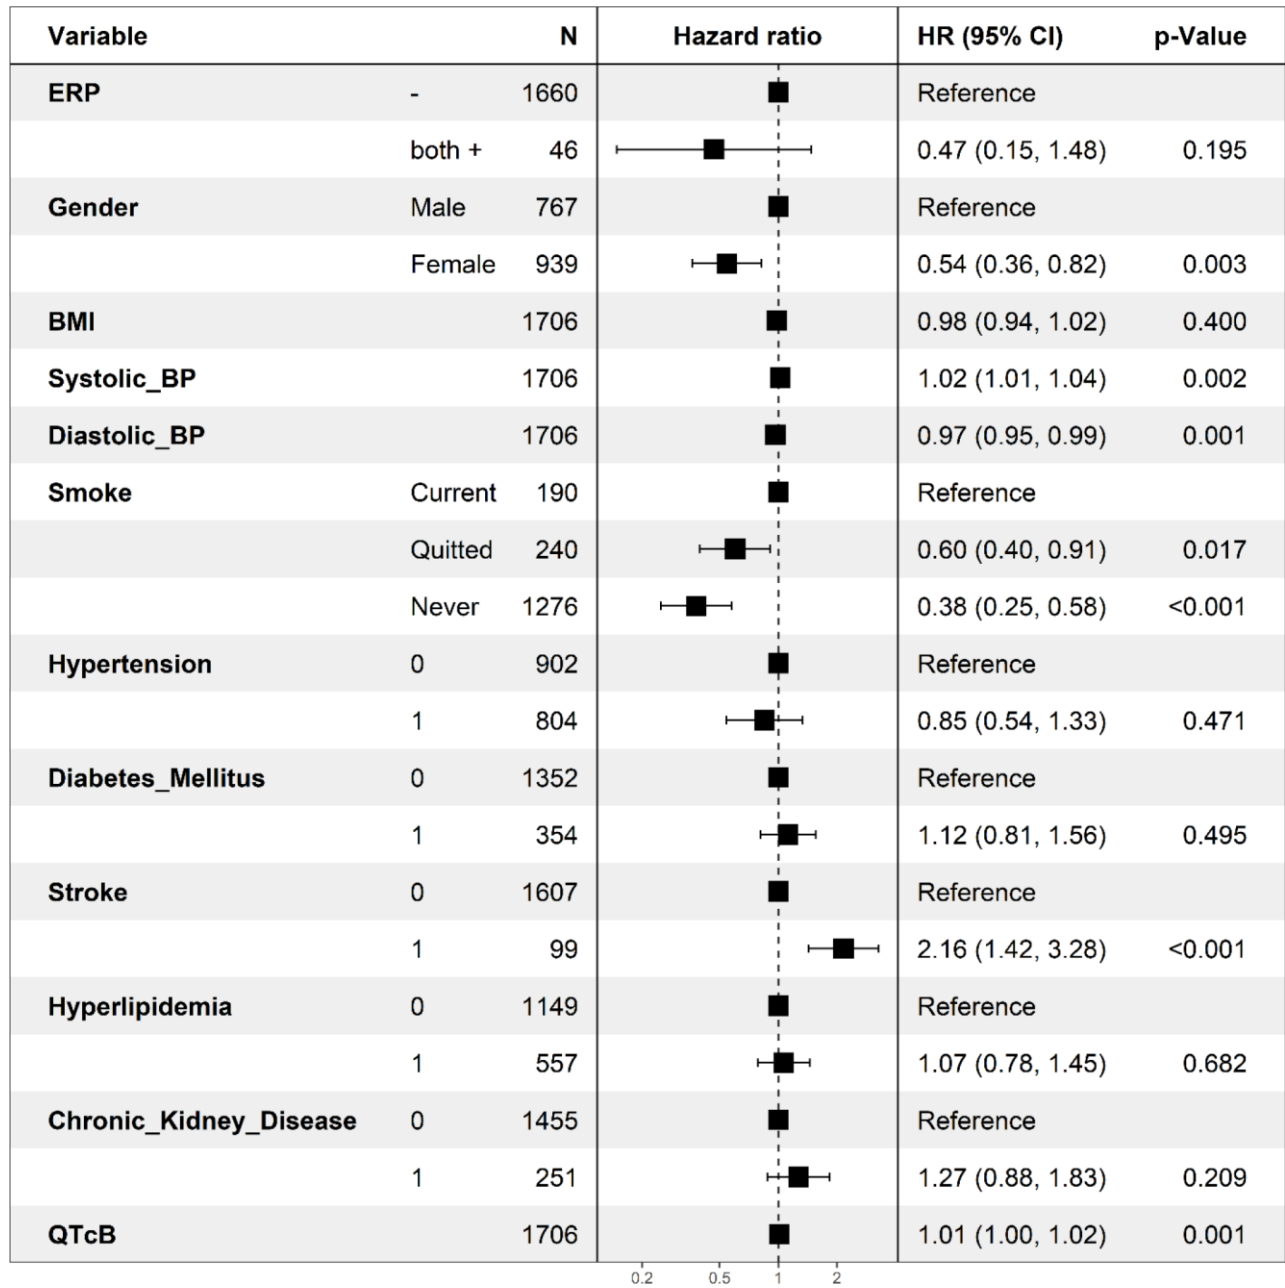 Variable N Hazard ratio HR (95% CI) p-Value
ERP - 1660 Reference
both + 46 0.47 (0.15, 1.48) 0.195
Gender Male 767 Reference
Female 939 0.54 (0.36, 0.82) 0.003
BMI 1706 0.98 (0.94, 1.02) 0.400
Systolic_BP 1706 1.02 (1.01, 1.04) 0.002
Diastolic_BP 1706 0.97 (0.95, 0.99) 0.001
Smoke Current 190 Reference
Quitted 240 0.60 (0.40, 0.91) 0.017
Never 1276 0.38 (0.25, 0.58) <0.001
Hypertension 0 902 Reference
1 804 0.85 (0.54, 1.33) 0.471
Diabetes_Mellitus 0 1352 Reference
1 354 1.12 (0.81, 1.56) 0.495
Stroke 0 1607 Reference
1 99 2.16 (1.42, 3.28) <0.001
Hyperlipidemia 0 1149 Reference
1 557 1.07 (0.78, 1.45) 0.682
Chronic_Kidney_Disease 0 1455 Reference
1 251 1.27 (0.88, 1.83) 0.209
QTcB 1706 1.01 (1.00, 1.02) 0.001
0.2 0.5 1 2